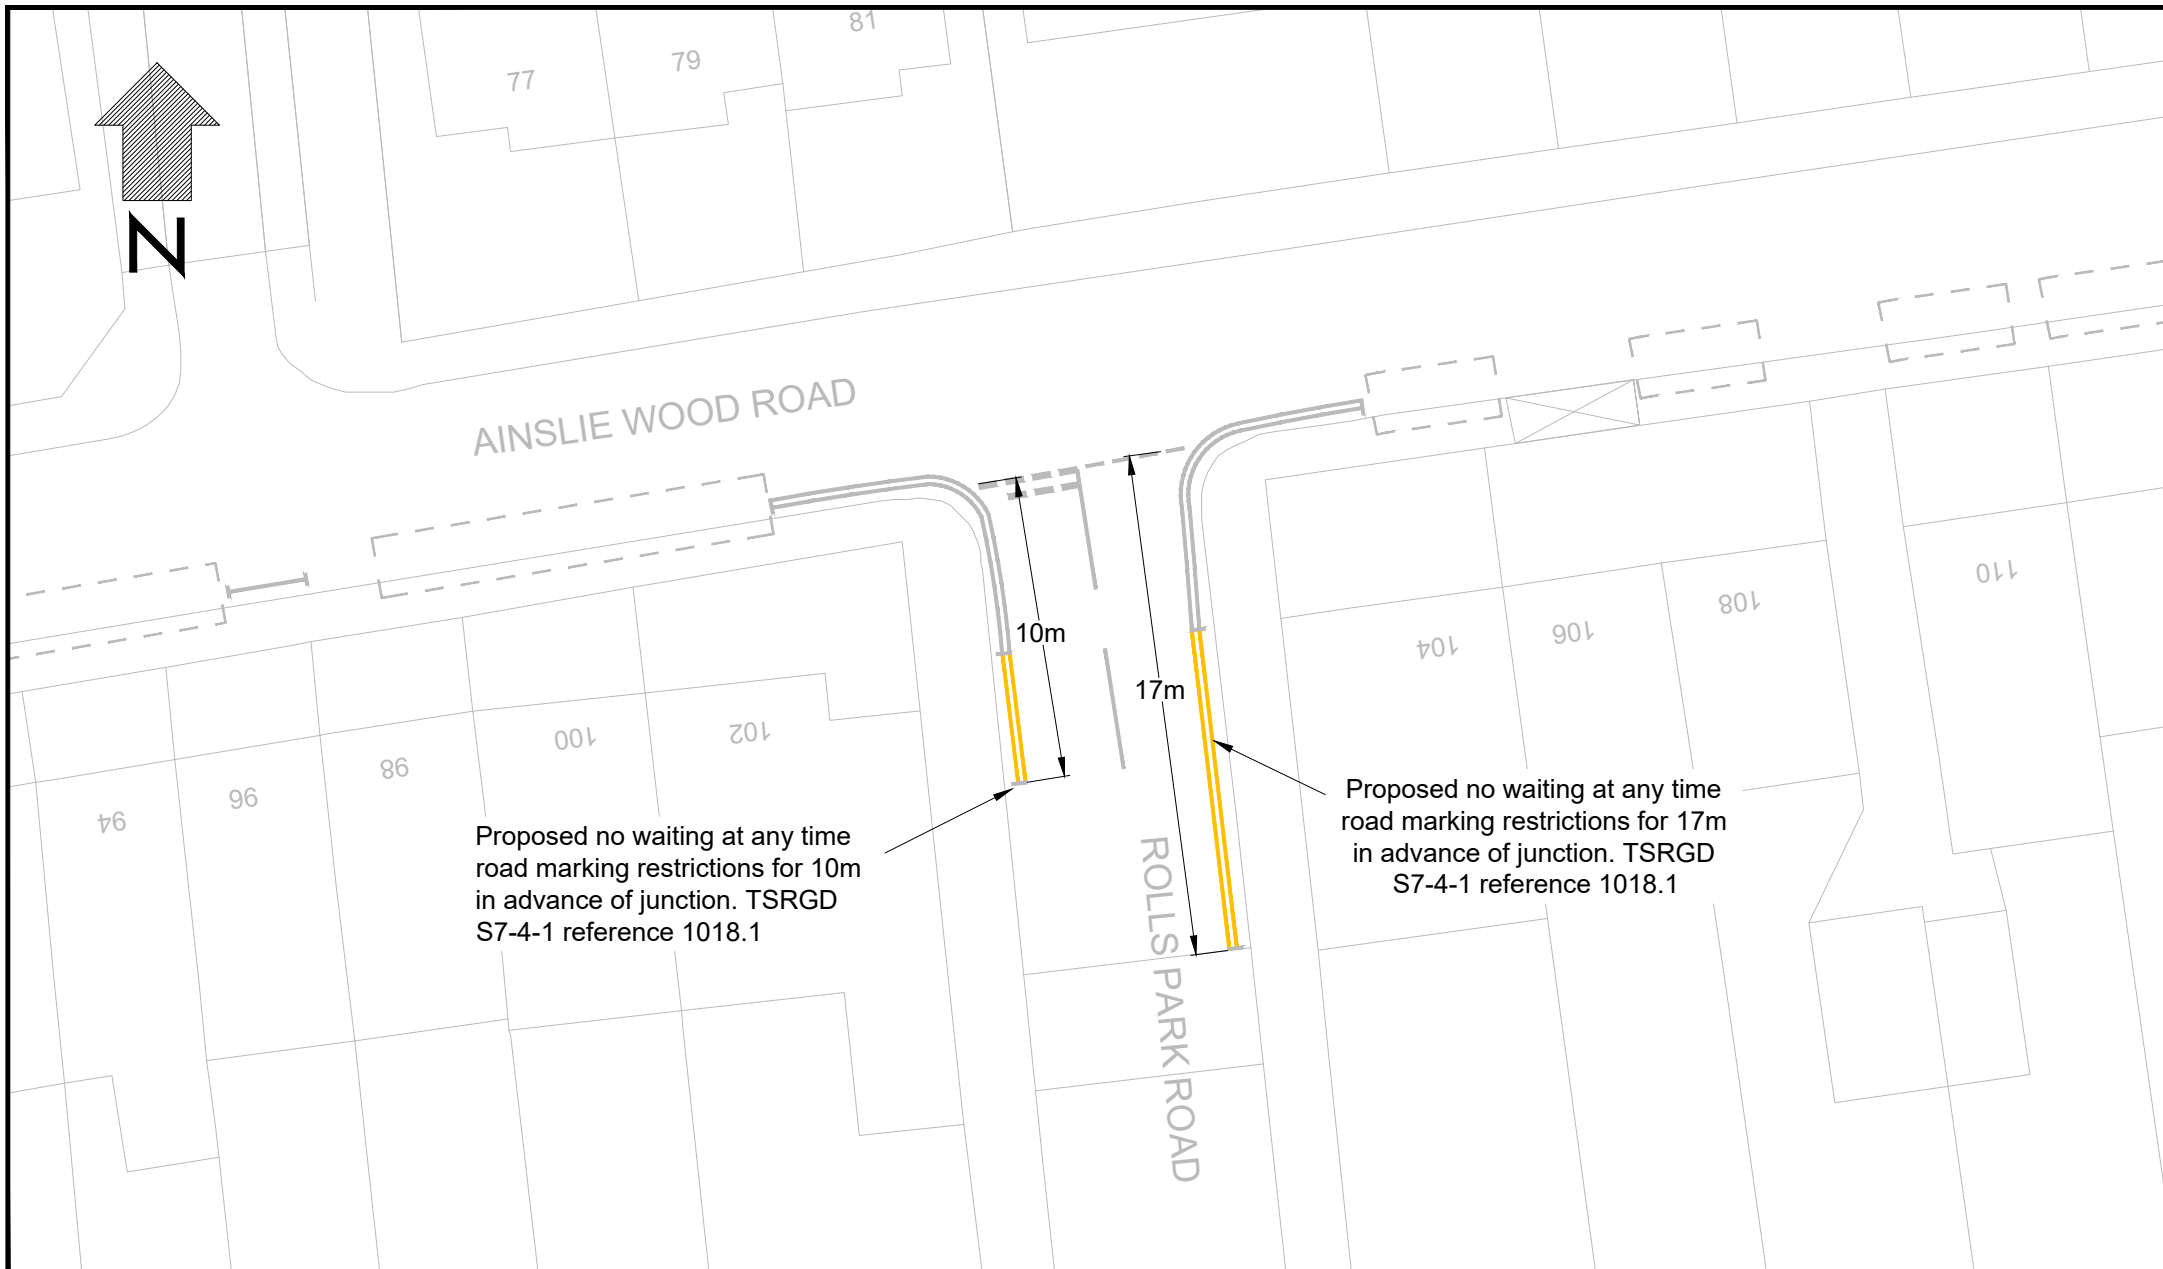 81
79
77
N
AINSLIE WOOD ROAD
110
108
106
104
10m
17m
102
100
98
96
94
Proposed no waiting at any time
road marking restrictions for 17m
in advance of junction. TSRGD
S7-4-1 reference 1018.1
Proposed no waiting at any time
road marking restrictions for 10m
in advance of junction. TSRGD
S7-4-1 reference 1018.1
ROLLS PARK ROAD